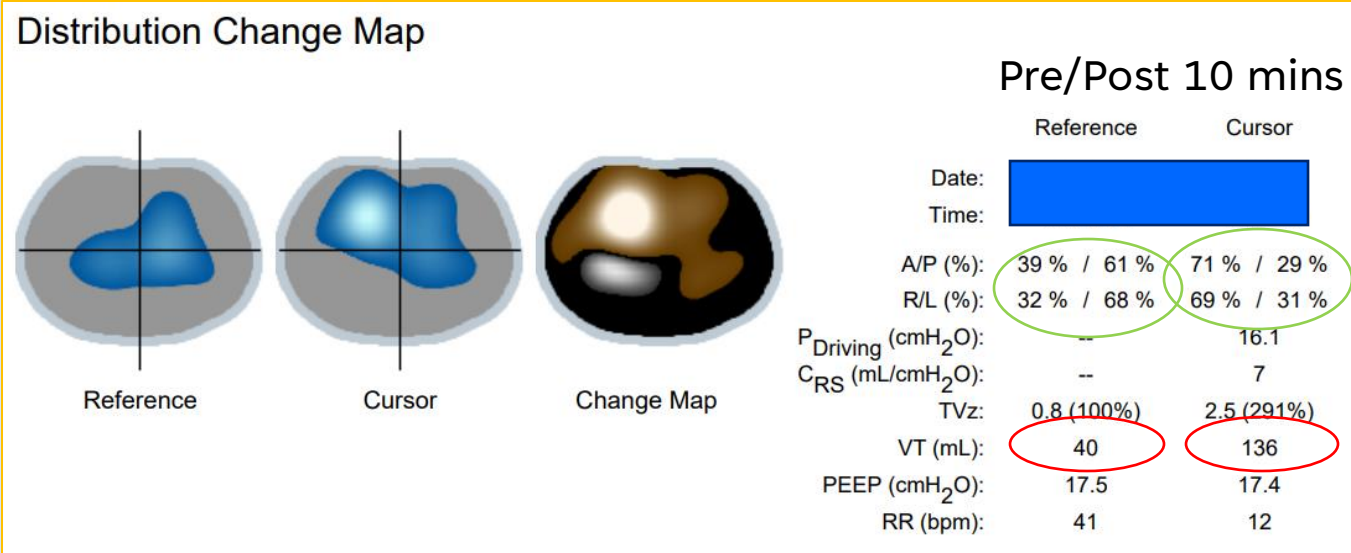 Distribution Change Map
Pre/Post 10 mins
Reference Cursor
Date:
Time:
A/P (%): 39 % / 61 % 71 % / 29 %
R/L (%): 32 % / 68 % 69 % / 31 %
PDriving (cmH2O): -- 16.1
CRS (mL/cmH2O): -- 7
TVz: 0.8 (100%) 2.5 (291%)
VT (mL): 40 136
PEEP (cmH2O): 17.5 17.4
RR (bpm): 41 12
Reference Cursor Change Map